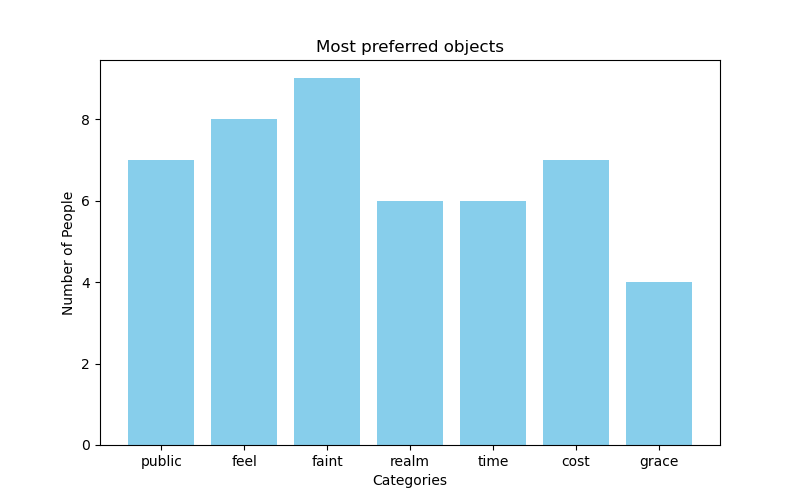 Most preferred objects
Number of People
8
6
4
2
0
public feel faint realm time cost grace
Categories